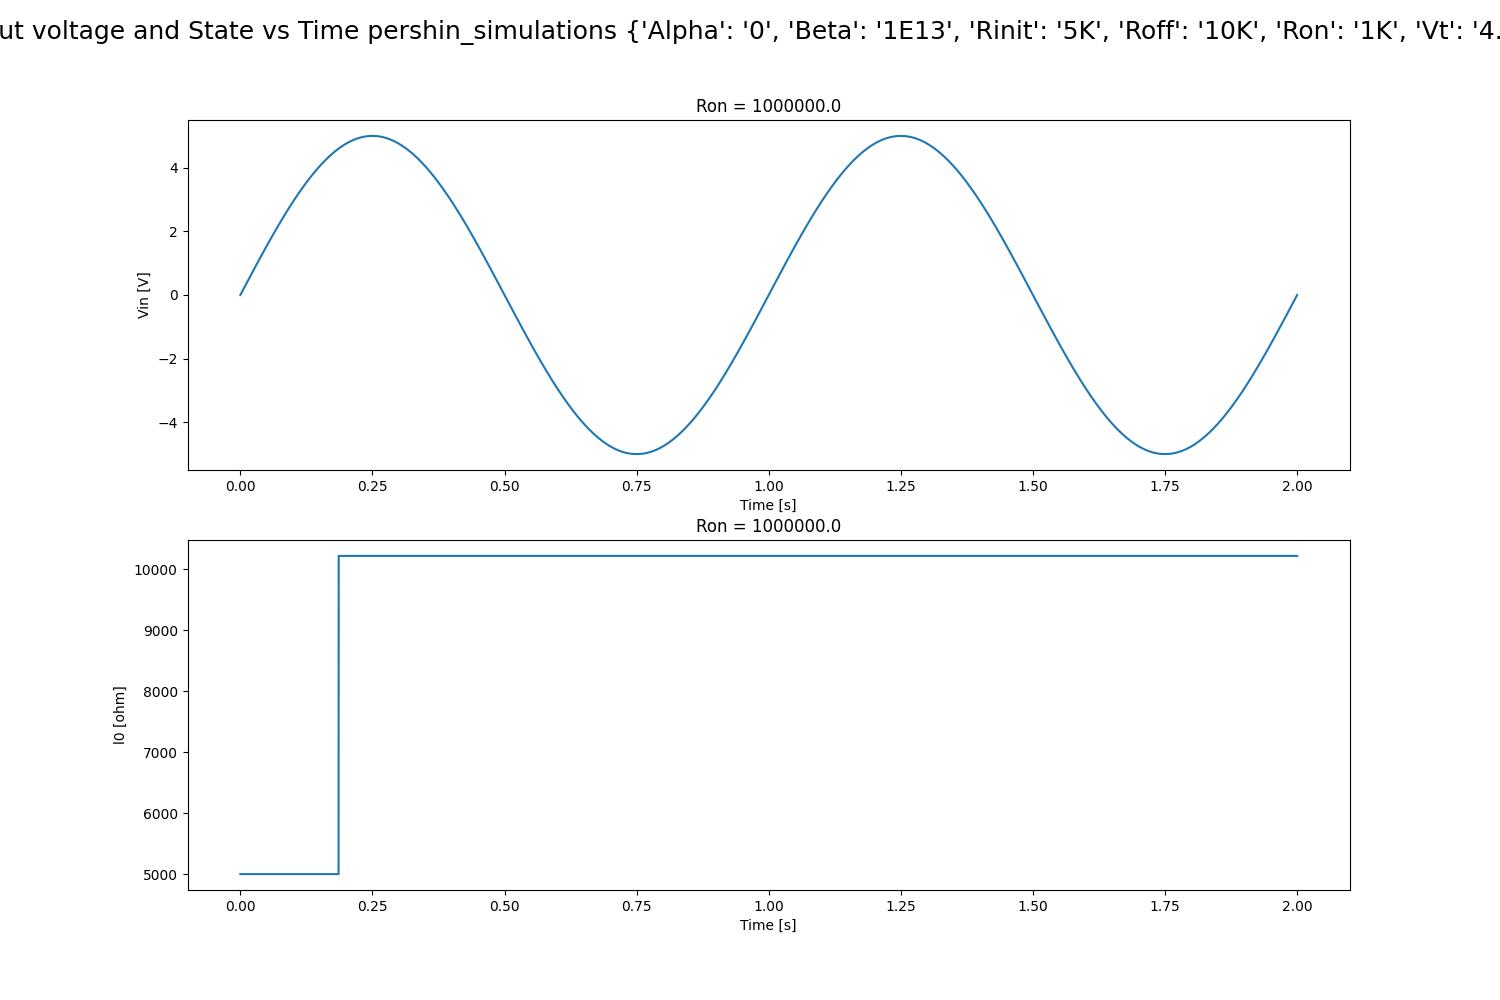 ut voltage and State vs Time pershin_simulations {'Alpha': '0', 'Beta': '1E13', 'Rinit': '5K', 'Roff': '10K', 'Ron': '1K', 'Vt': '4.
Ron = 1000000.0
4
2
0
−2
−4
Vin [V]
0.00 0.25 0.50 0.75 1.00 1.25 1.50 1.75 2.00
Time [s]
Ron = 1000000.0
10000
9000
8000
7000
6000
5000
l0 [ohm]
0.00 0.25 0.50 0.75 1.00 1.25 1.50 1.75 2.00
Time [s]